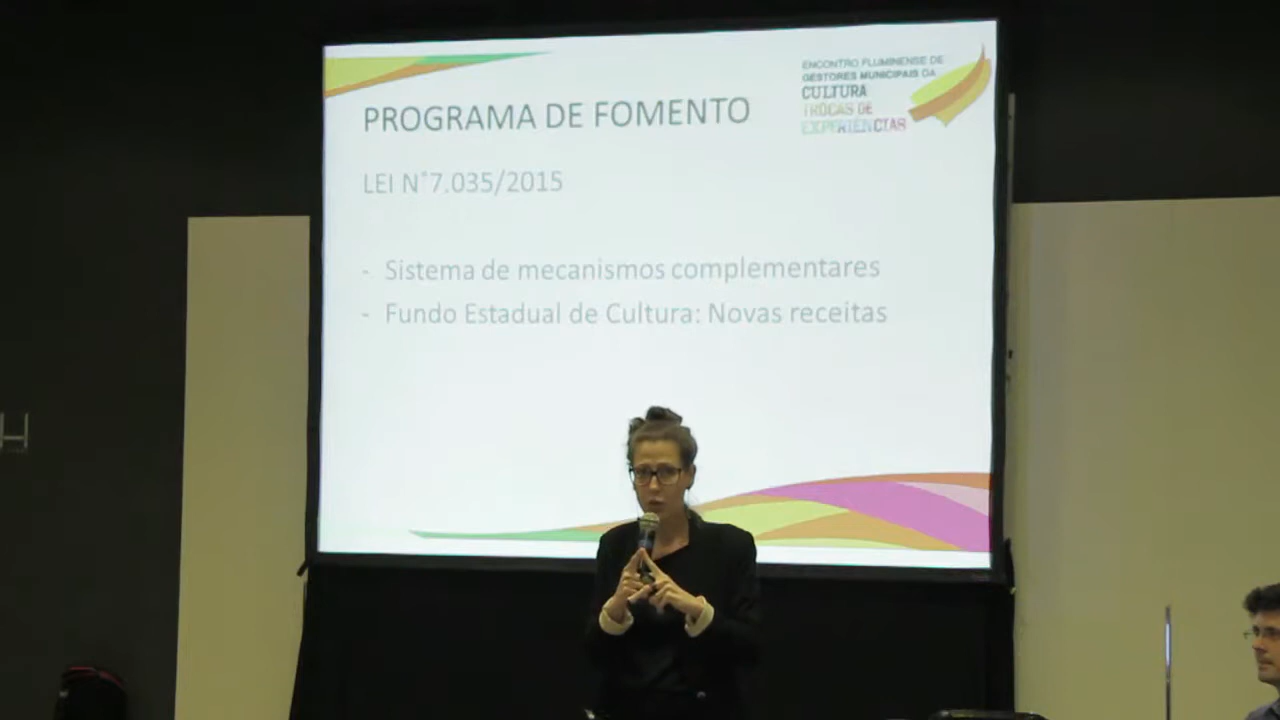 ENCONTRO FLUMINENSE DE
GESTORES MUNICIPAIS DA
CULTURA
TROCAS DE
EXPERIÊNCIAS
PROGRAMA DE FOMENTO
LEI N°7.035/2015
- Sistema de mecanismos complementares
- Fundo Estadual de Cultura: Novas receitas